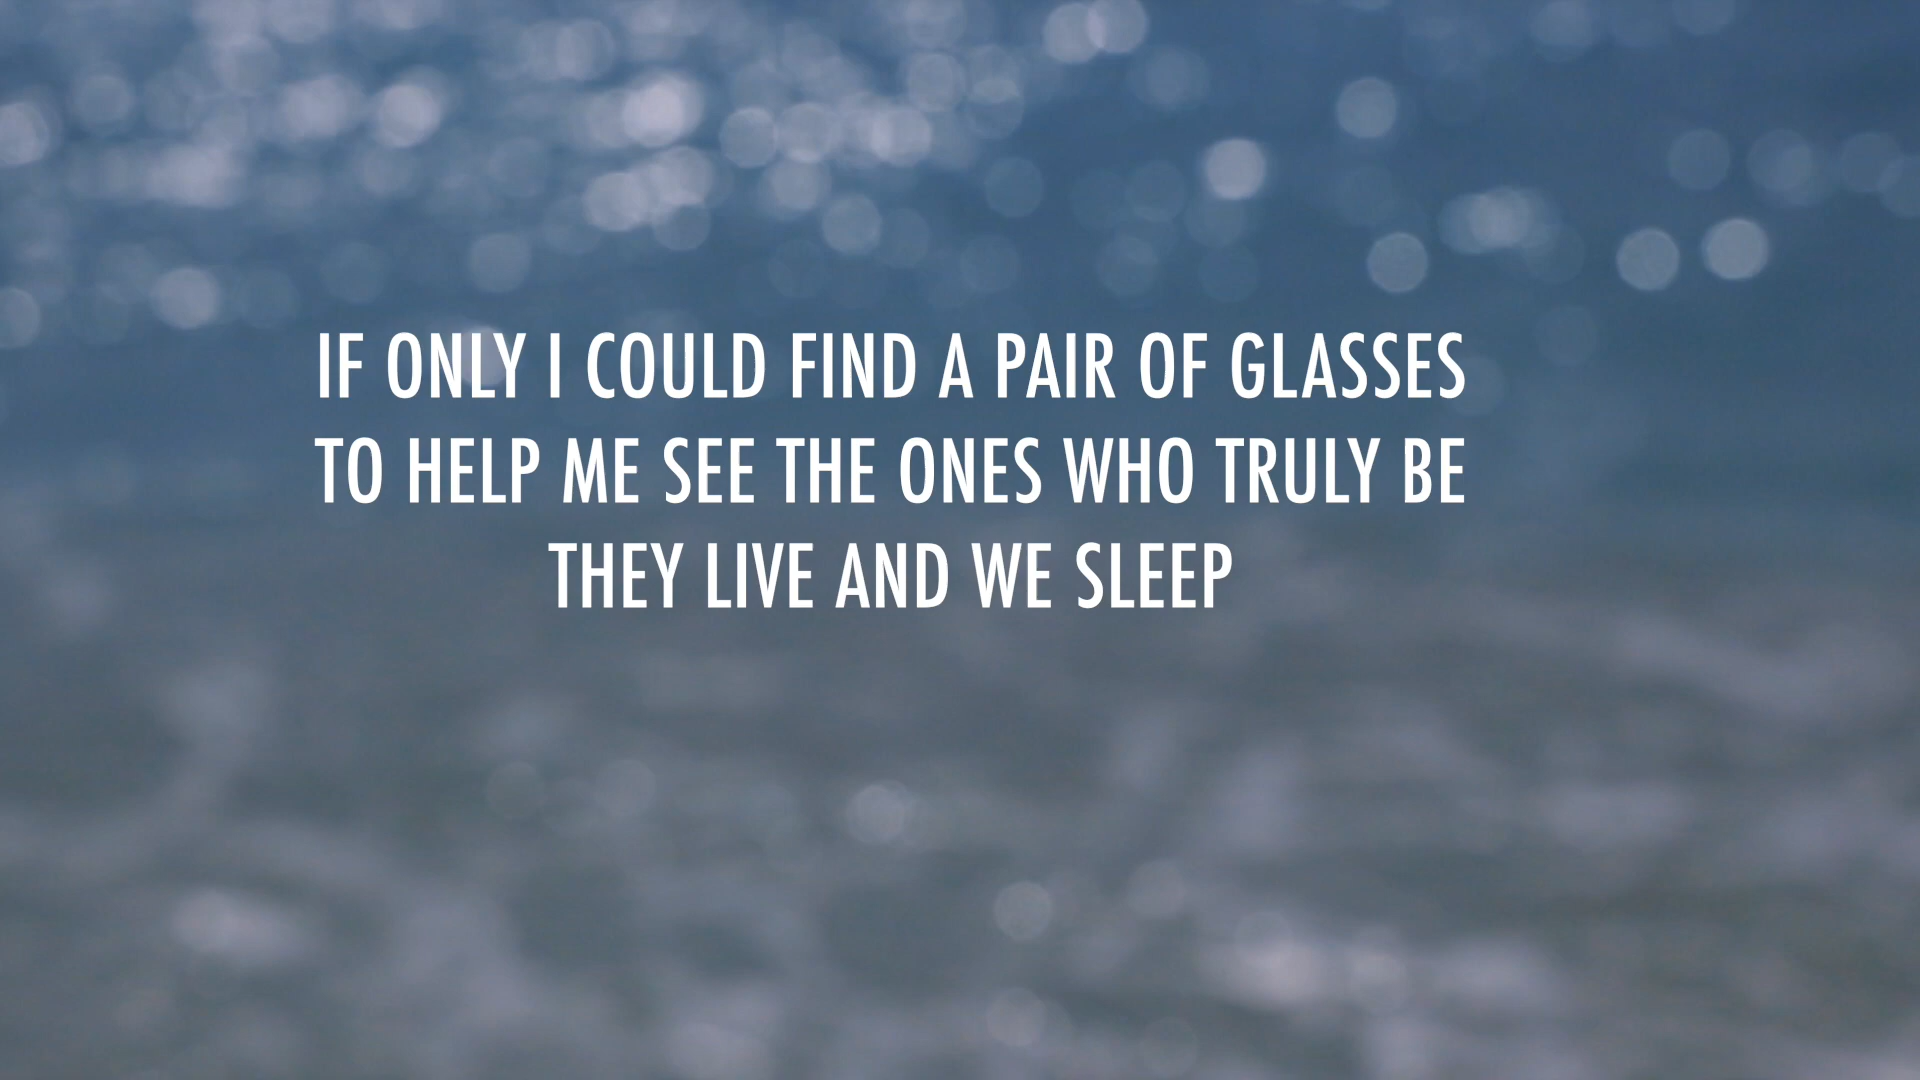 IF ONLY I COULD FIND A PAIR OF GLASSES
TO HELP ME SEE THE ONES WHO TRULY BE
THEY LIVE AND WE SLEEP